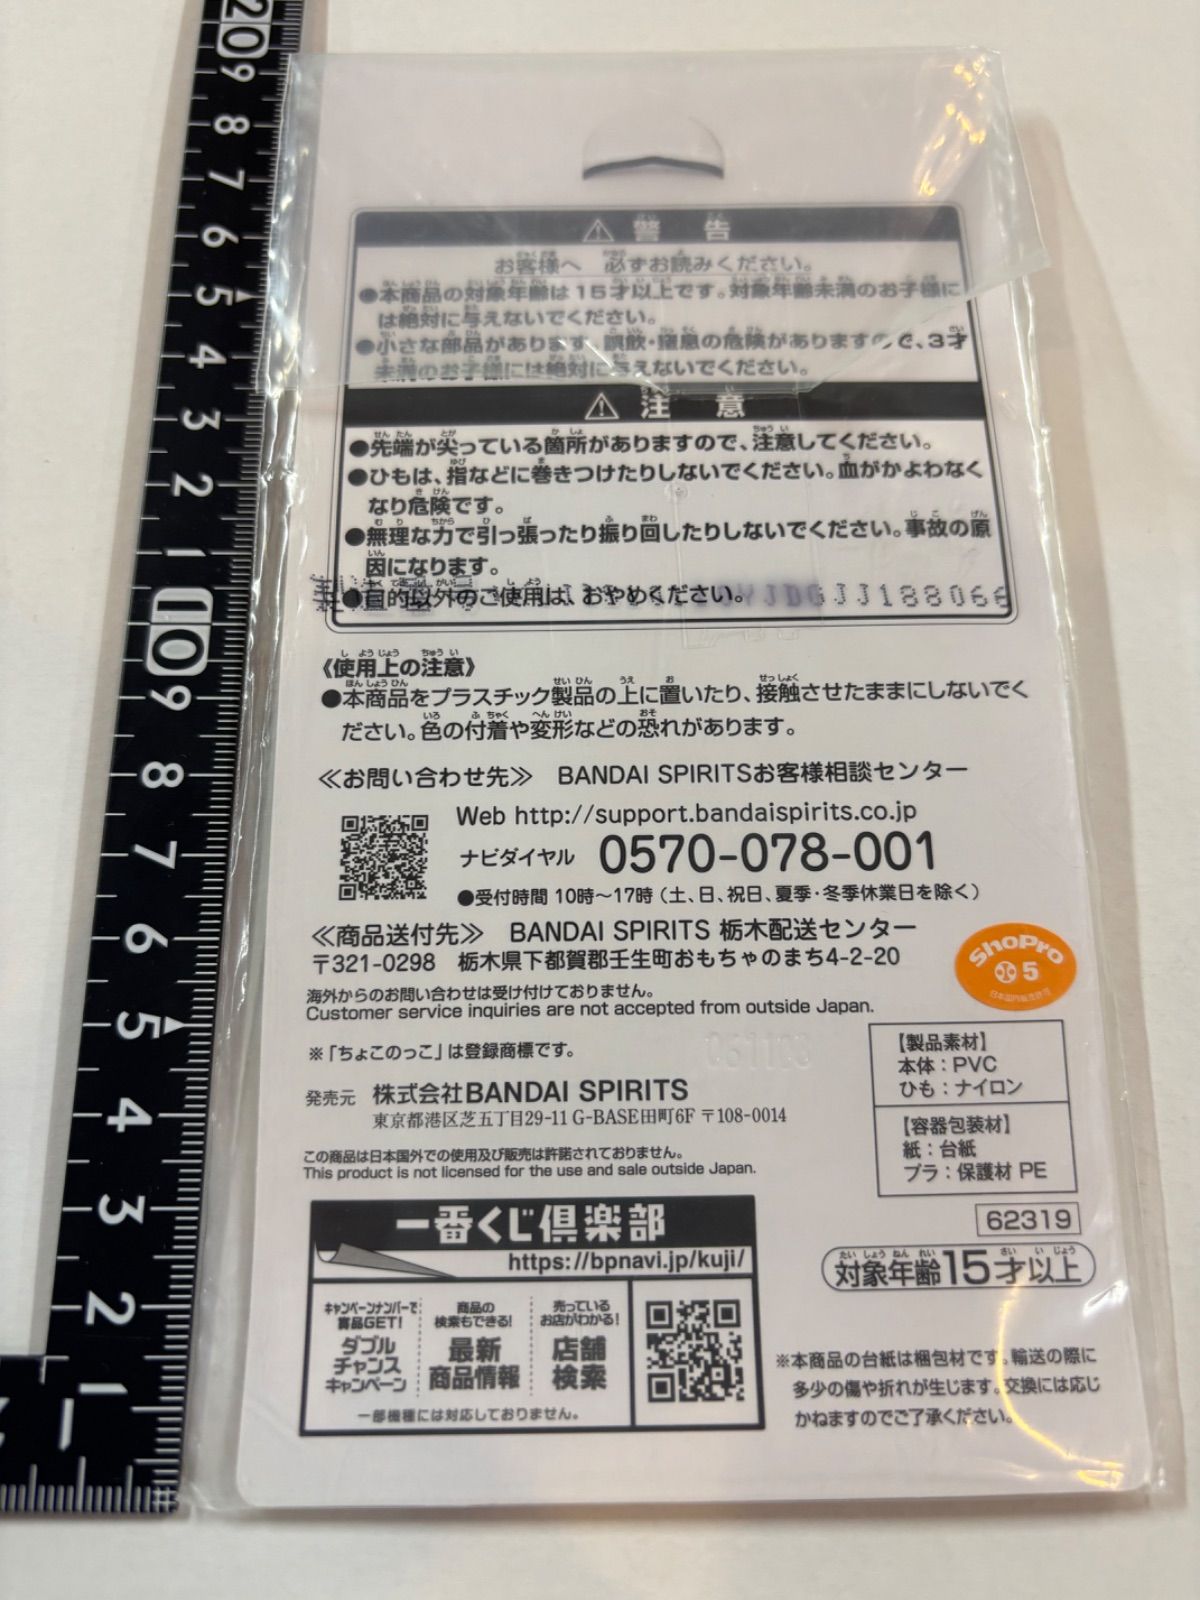 ⚠ 警告
お客様へ 必ずお読みください。
●本商品の対象年齢は15才以上です。対象年齢未満のお子様に
は絶対に与えないでください。
●小さな部品があります。誤飲・窒息の危険がありますので、3才
未満のお子様には絶対に与えないでください。
⚠ 注意
●先端が尖っている箇所がありますので、注意してください。
●ひもは、指などに巻きつけたりしないでください。血がかよわなく
なり危険です。
●無理な力で引っ張ったり振り回したりしないでください。事故の原
因になります。
●目的以外のご使用は、おやめください。
JJ188066
《使用上の注意》
●本商品をプラスチック製品の上に置いたり、接触させたままにしないでく
ださい。色の付着や変形などの恐れがあります。
≪お問い合わせ先≫ BANDAI SPIRITSお客様相談センター
Web http://support.bandaispirits.co.jp
ナビダイヤル 0570-078-001
●受付時間 10時～17時（土、日、祝日、夏季・冬季休業日を除く）
≪商品送付先≫ BANDAI SPIRITS 栃木配送センター
〒321-0298 栃木県下都賀郡壬生町おもちゃのまち4-2-20
ShoPro
5
日本国内販売許可
海外からのお問い合わせは受け付けておりません。
Customer service inquiries are not accepted from outside Japan.
※「ちょこのっこ」は登録商標です。
発売元 株式会社BANDAI SPIRITS
東京都港区芝五丁目29-11 G-BASE田町6F 〒108-0014
この商品は日本国外での使用及び販売は許諾されておりません。
This product is not licensed for the use and sale outside Japan.
【製品素材】
本体：PVC
ひも：ナイロン
【容器包装材】
紙：台紙
プラ：保護材 PE
62319
対象年齢15才以上
一番くじ倶楽部
https://bpnavi.jp/kuji/
キャンペーンナンバーで
賞品GET!
ダブル
チャンス
キャンペーン
商品の
検索もできる!
最新
商品情報
売っている
お店がわかる!
店舗
検索
一部機種には対応しておりません。
※本商品の台紙は梱包材です。輸送の際に
多少の傷や折れが生じます。交換には応じ
かねますのでご了承ください。
20
9
8
7
6
5
4
3
2
1
10
9
8
7
6
5
4
3
2
1
1